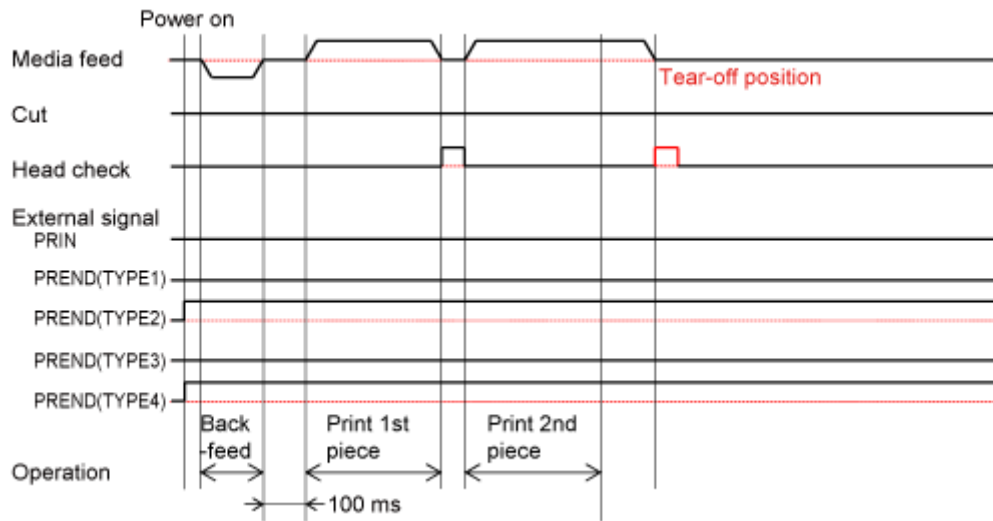 Power on
Media feed
Tear-off position
Cut
Head check
External signal
PRIN
PREND(TYPE1)
PREND(TYPE2)
PREND(TYPE3)
PREND(TYPE4)
Back
-feed
Print 1st
piece
Print 2nd
piece
Operation
100 ms